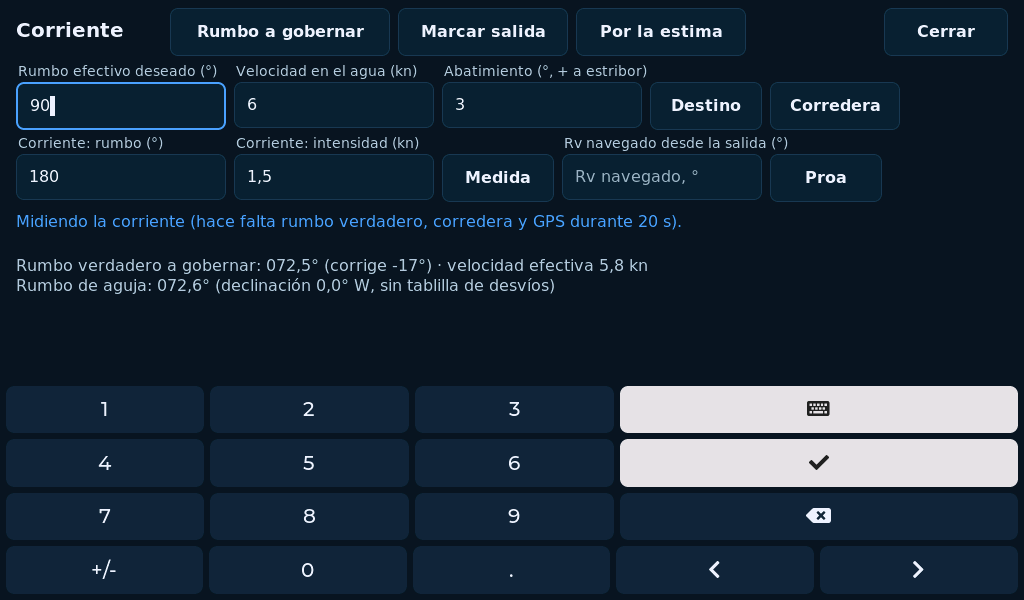 Corriente
Rumbo a gobernar
Marcar salida
Por la estima
Cerrar
Rumbo efectivo deseado (°)
Velocidad en el agua (kn)
Abatimiento (°, + a estribor)
90
6
3
Destino
Corredera
Corriente: rumbo (°)
Corriente: intensidad (kn)
Rv navegado desde la salida (°)
180
1,5
Medida
Rv navegado, °
Proa
Midiendo la corriente (hace falta rumbo verdadero, corredera y GPS durante 20 s).
Rumbo verdadero a gobernar: 072,5° (corrige -17°) · velocidad efectiva 5,8 kn
Rumbo de aguja: 072,6° (declinación 0,0° W, sin tablilla de desvíos)
1
2
3
4
5
6
7
8
9
+/-
0
.